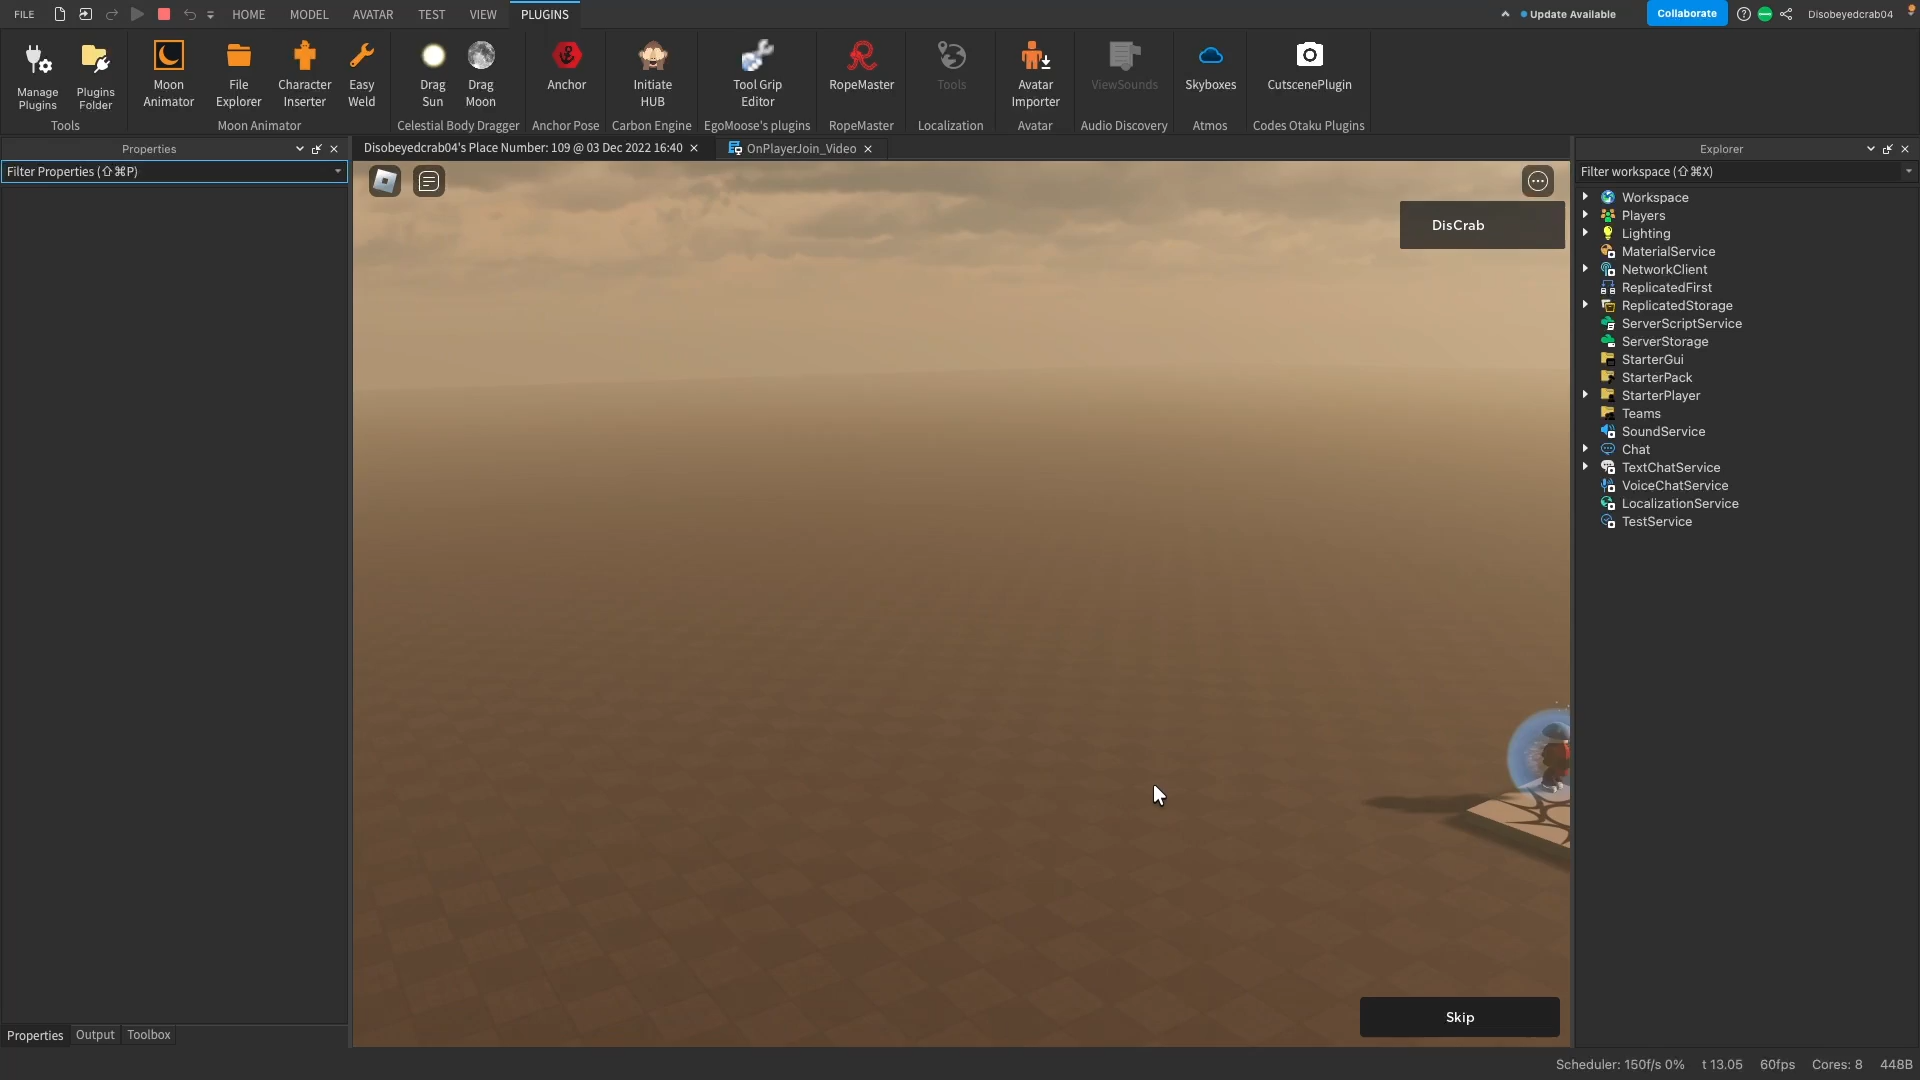 FILE HOME MODEL AVATAR TEST VIEW PLUGINS Update Available Collaborate Disobeyedcrab04
Manage Plugins
Plugins Folder
Moon Animator
File Explorer
Character Inserter
Easy Weld
Drag Sun
Drag Moon
Anchor
Initiate HUB
Tool Grip Editor
RopeMaster
Tools
Avatar Importer
ViewSounds
Skyboxes
CutscenePlugin
Tools Moon Animator Celestial Body Dragger Anchor Pose Carbon Engine EgoMoose's plugins RopeMaster Localization Avatar Audio Discovery Atmos Codes Otaku Plugins
Properties
Disobeyedcrab04's Place Number: 109 @ 03 Dec 2022 16:40
OnPlayerJoin_Video
Explorer
Filter Properties (⇧⌘P)
Filter workspace (⇧⌘X)
DisCrab
Workspace
Players
Lighting
MaterialService
NetworkClient
ReplicatedFirst
ReplicatedStorage
ServerScriptService
ServerStorage
StarterGui
StarterPack
StarterPlayer
Teams
SoundService
Chat
TextChatService
VoiceChatService
LocalizationService
TestService
Skip
Properties Output Toolbox
Scheduler: 150f/s 0% t 13.05 60fps Cores: 8 448B